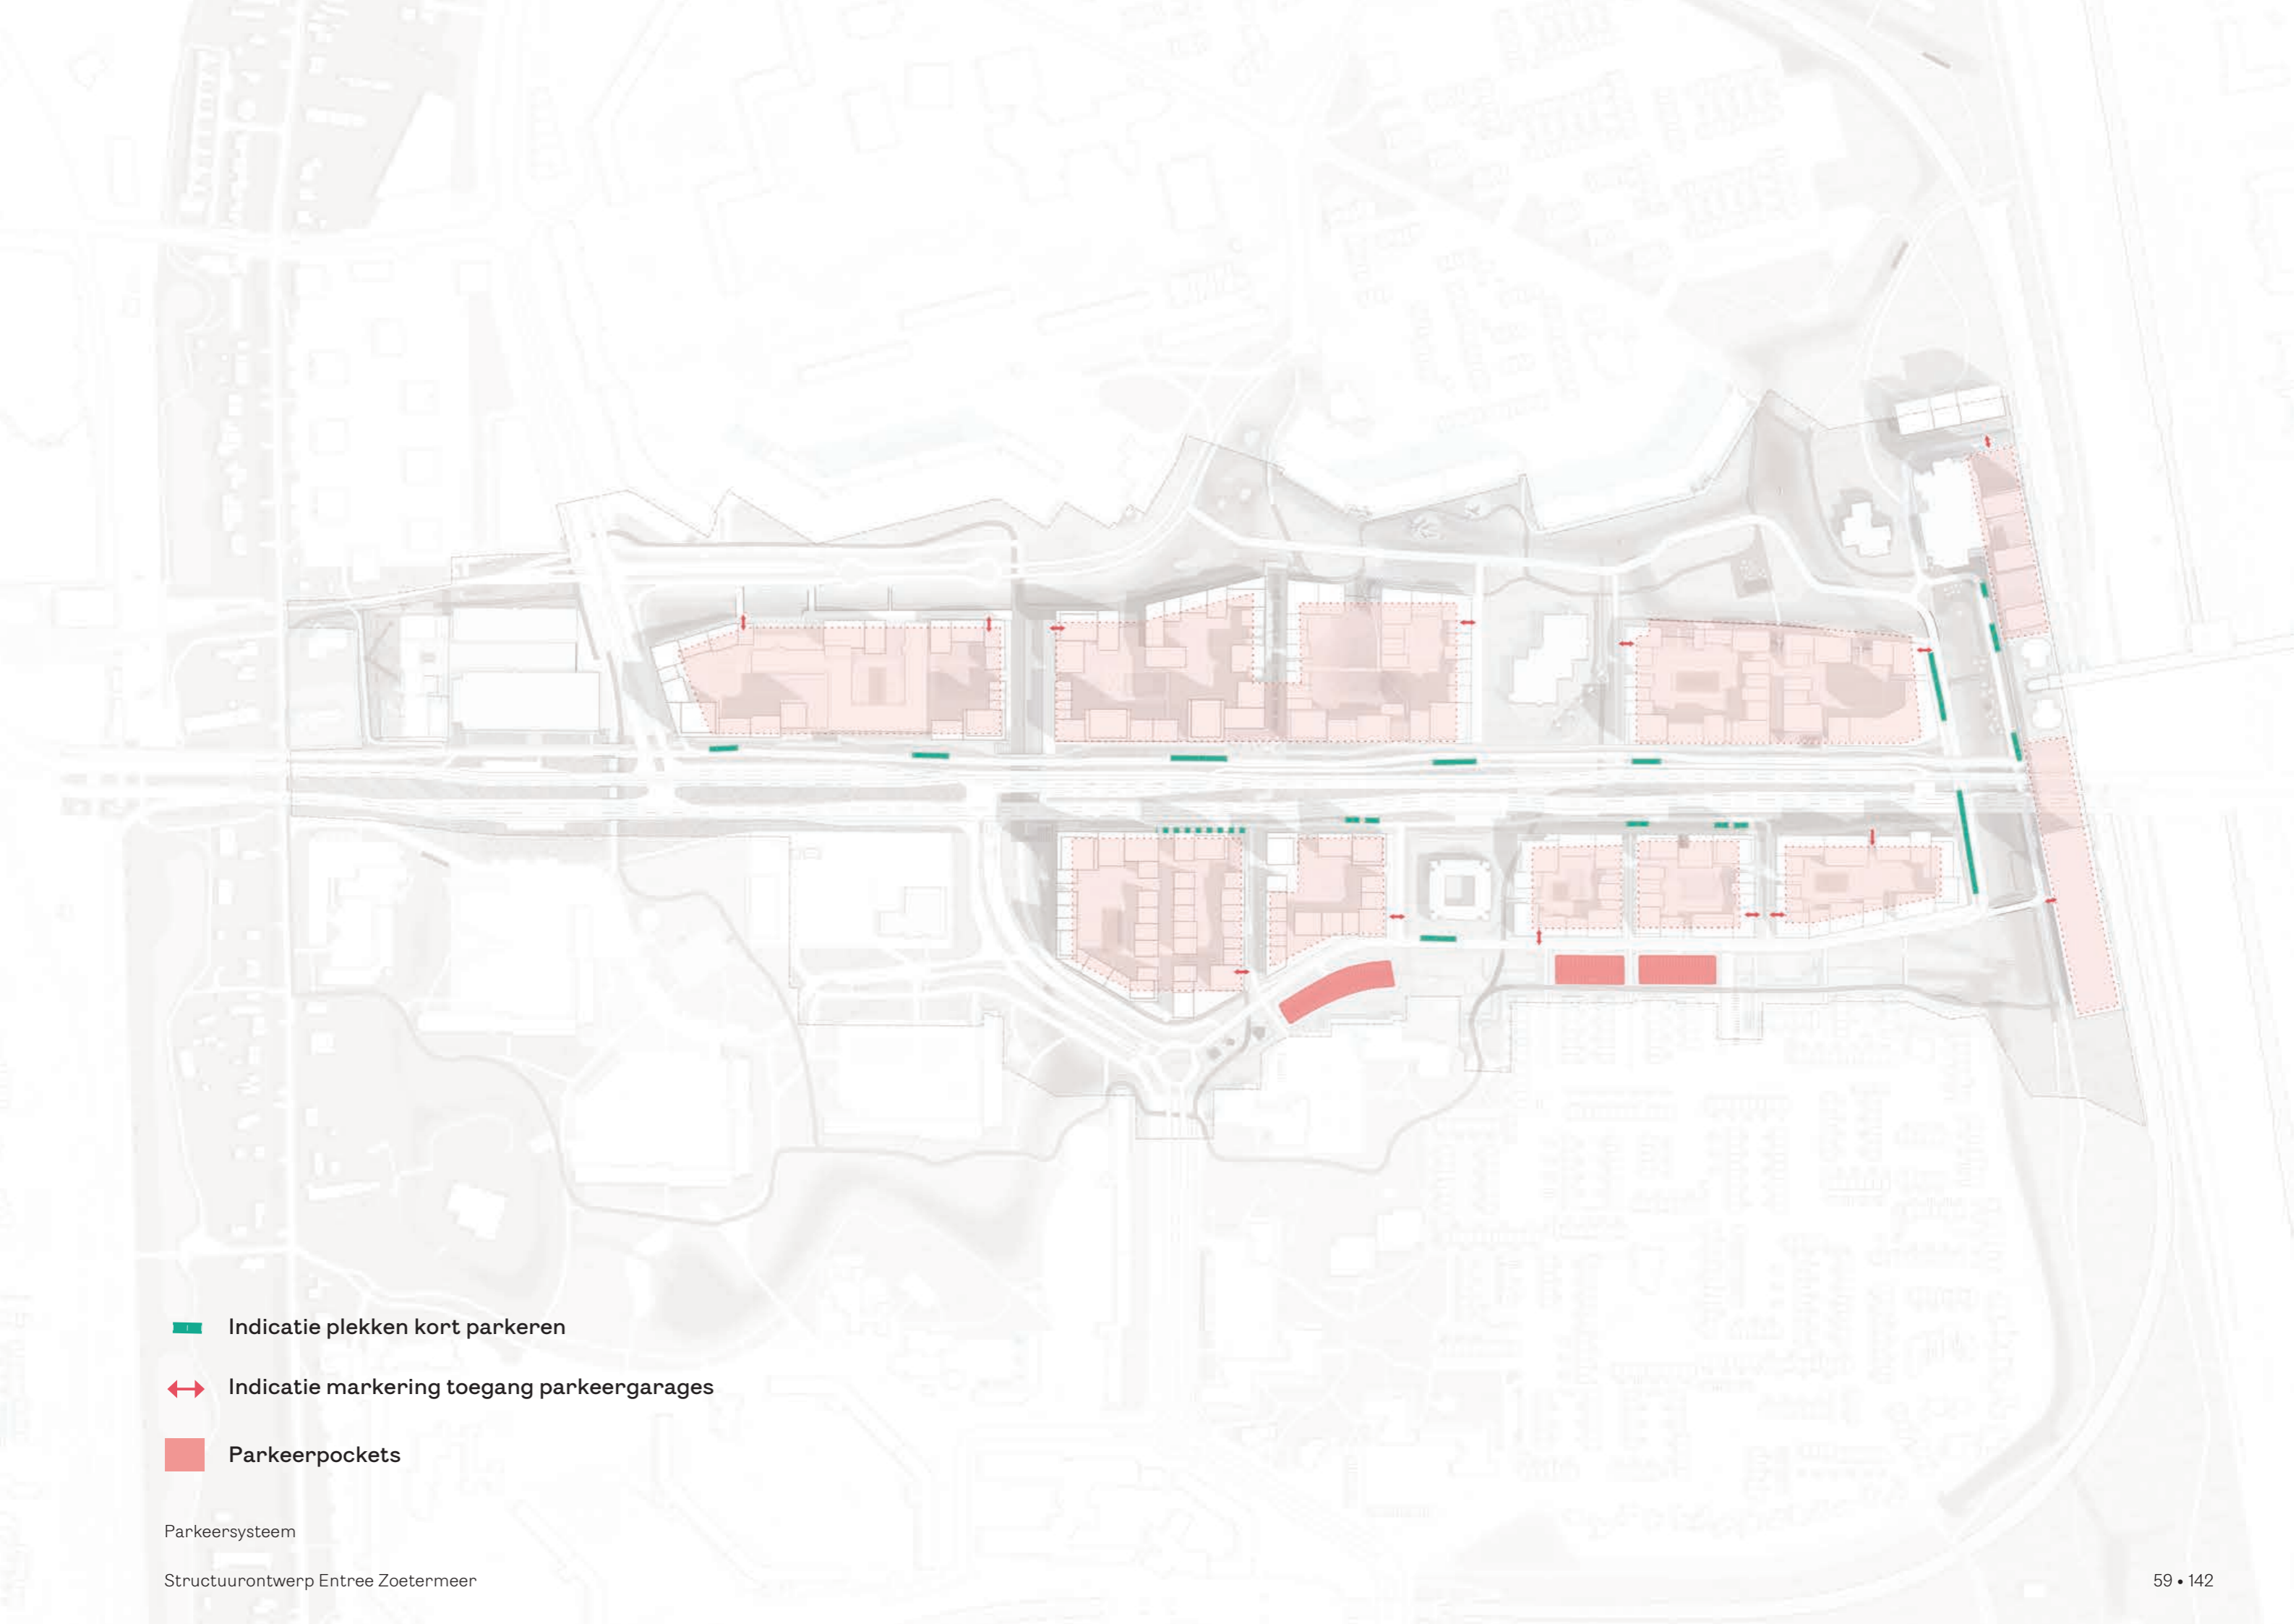 Indicatie plekken kort parkeren
Indicatie markering toegang parkeergarages
Parkeerpockets
Parkeersysteem
Structuurontwerp Entree Zoetermeer
59 • 142